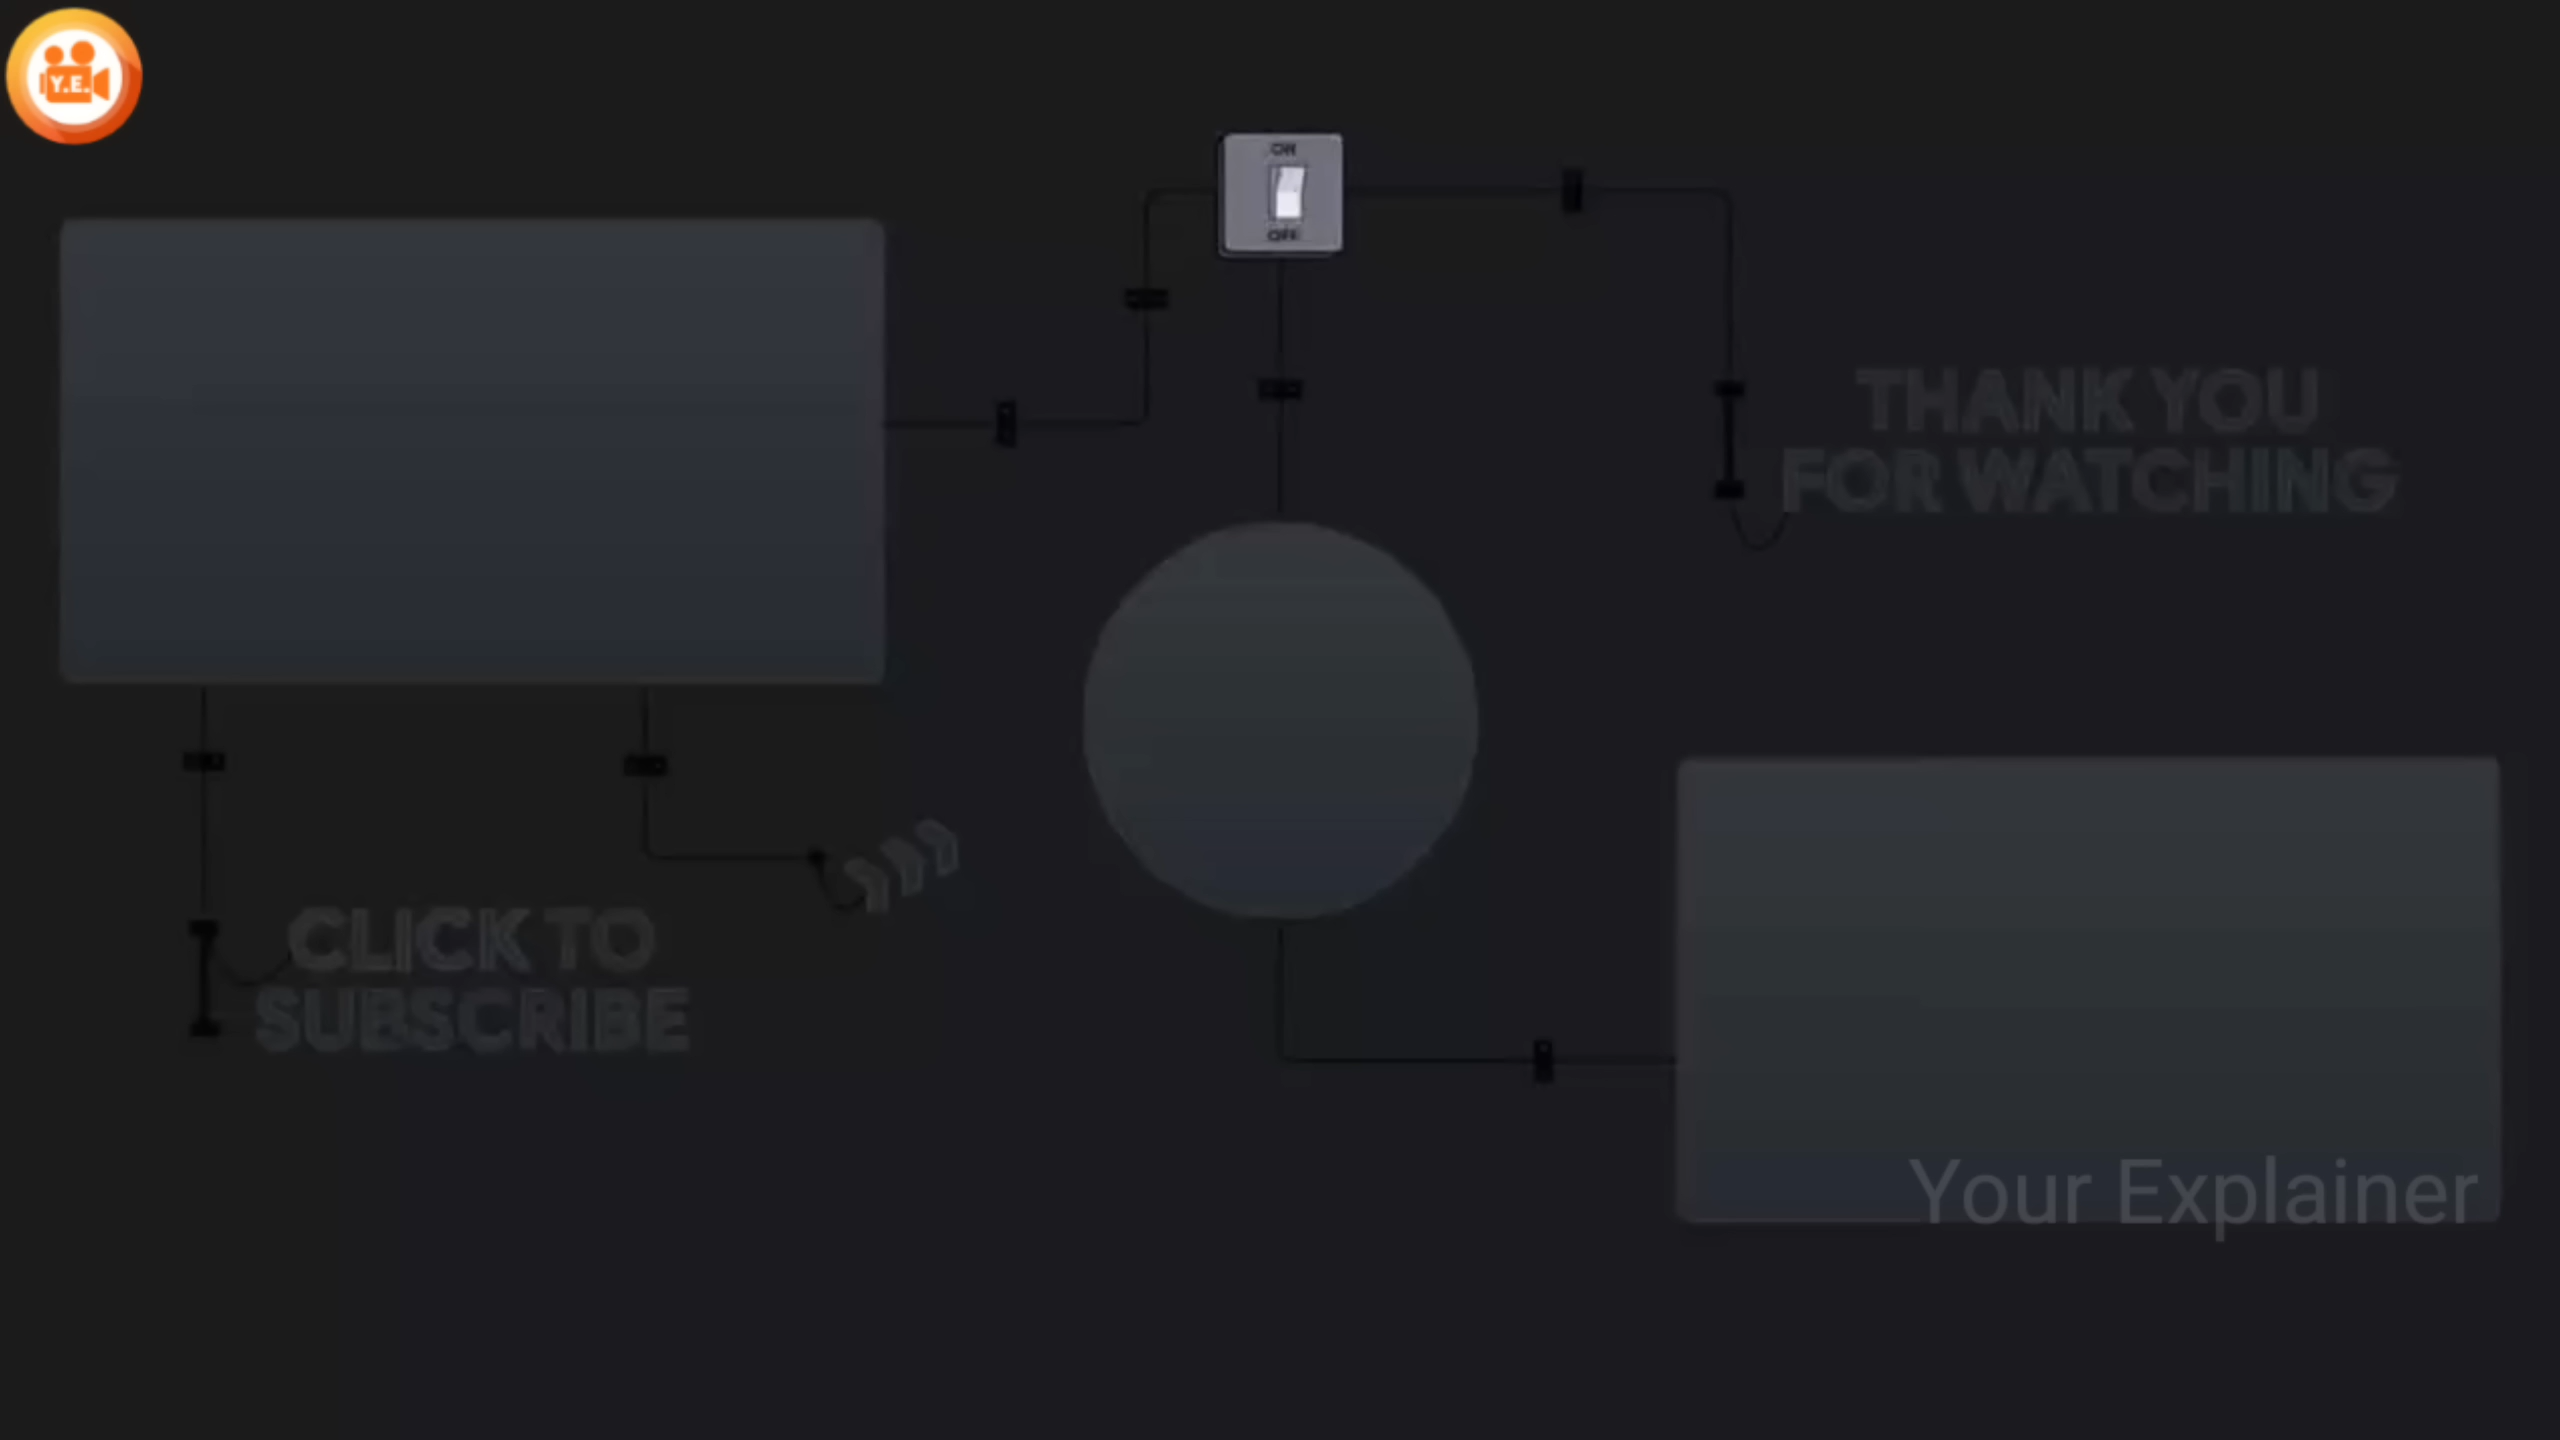 Y.E.
ON
OFF
THANK YOU
FOR WATCHING
CLICK TO
SUBSCRIBE
Your Explainer